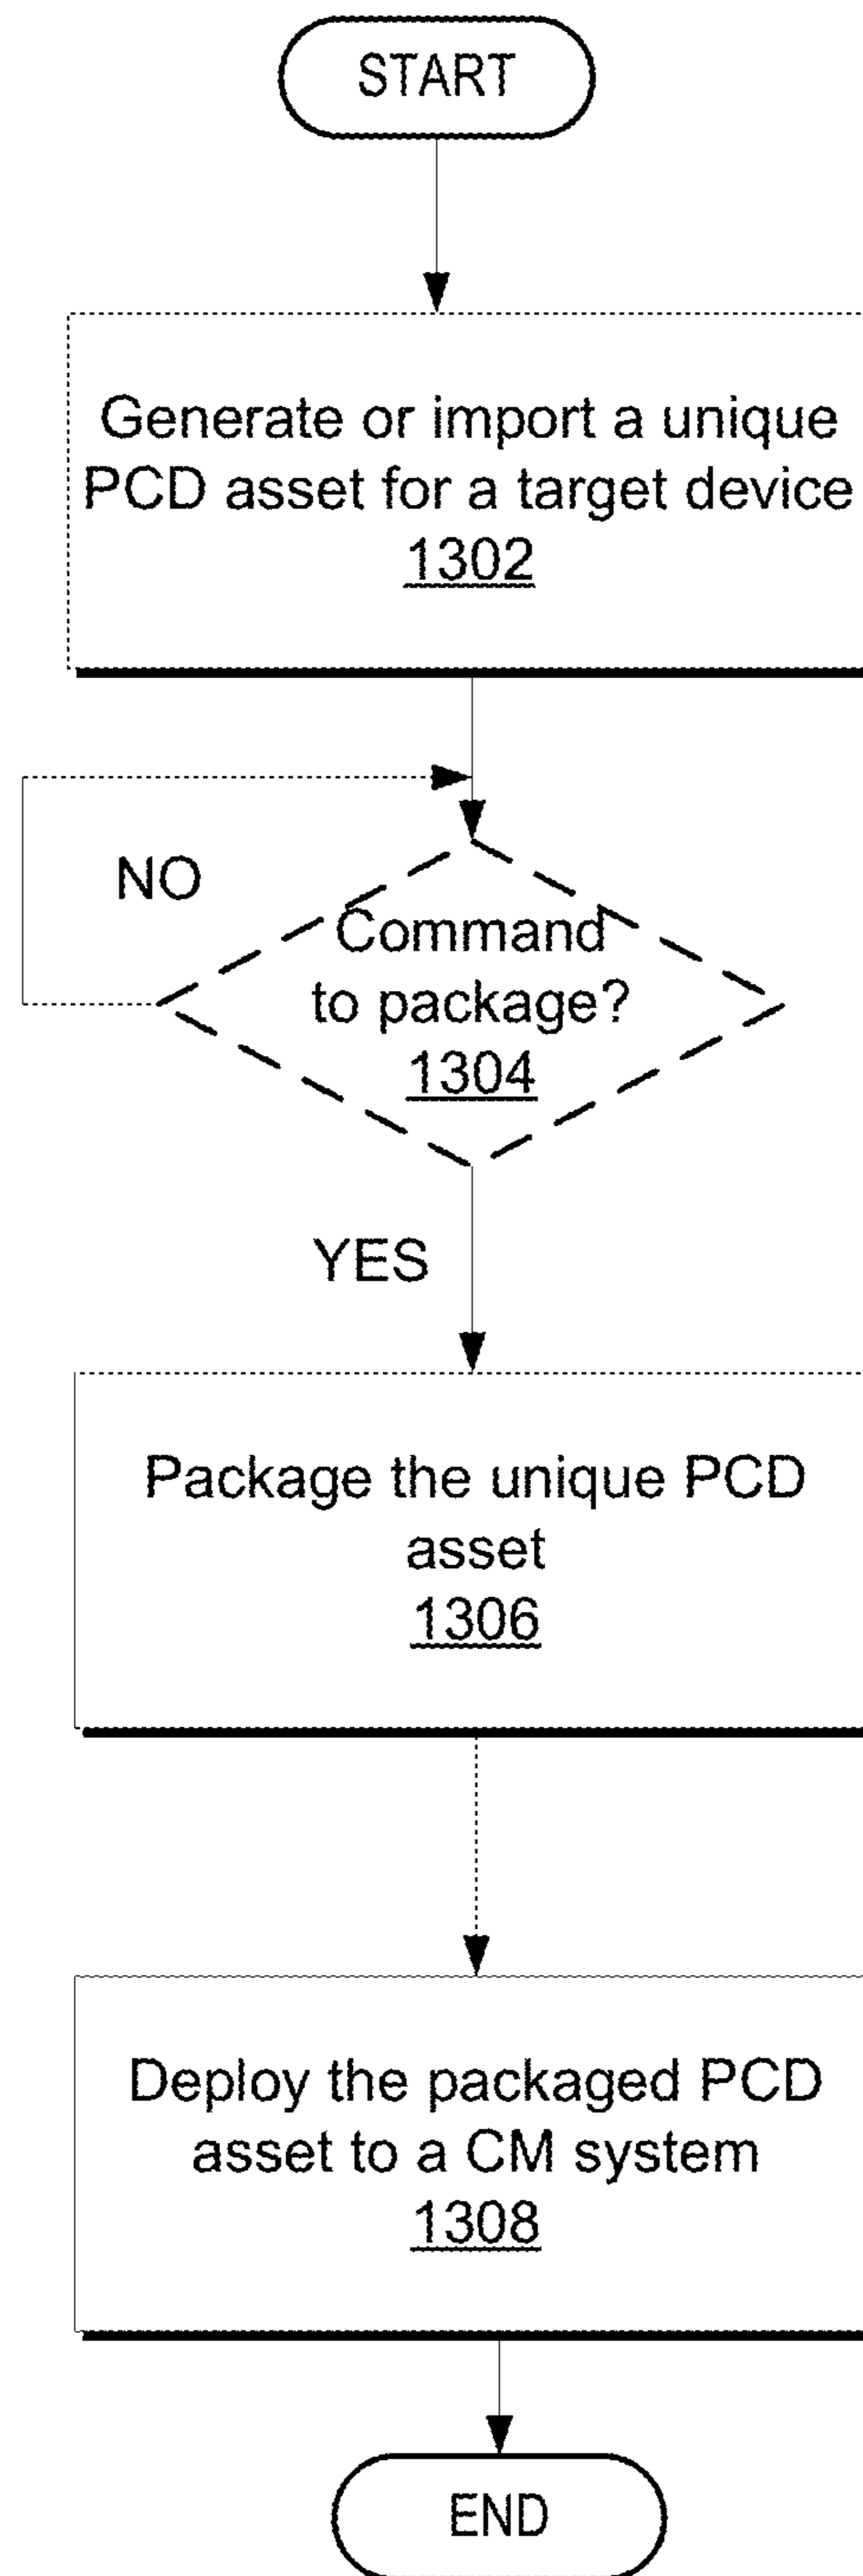 START
Generate or import a unique
PCD asset for a target device
1302
NO
Command
to package?
1304
YES
Package the unique PCD
asset
1306
Deploy the packaged PCD
asset to a CM system
1308
END